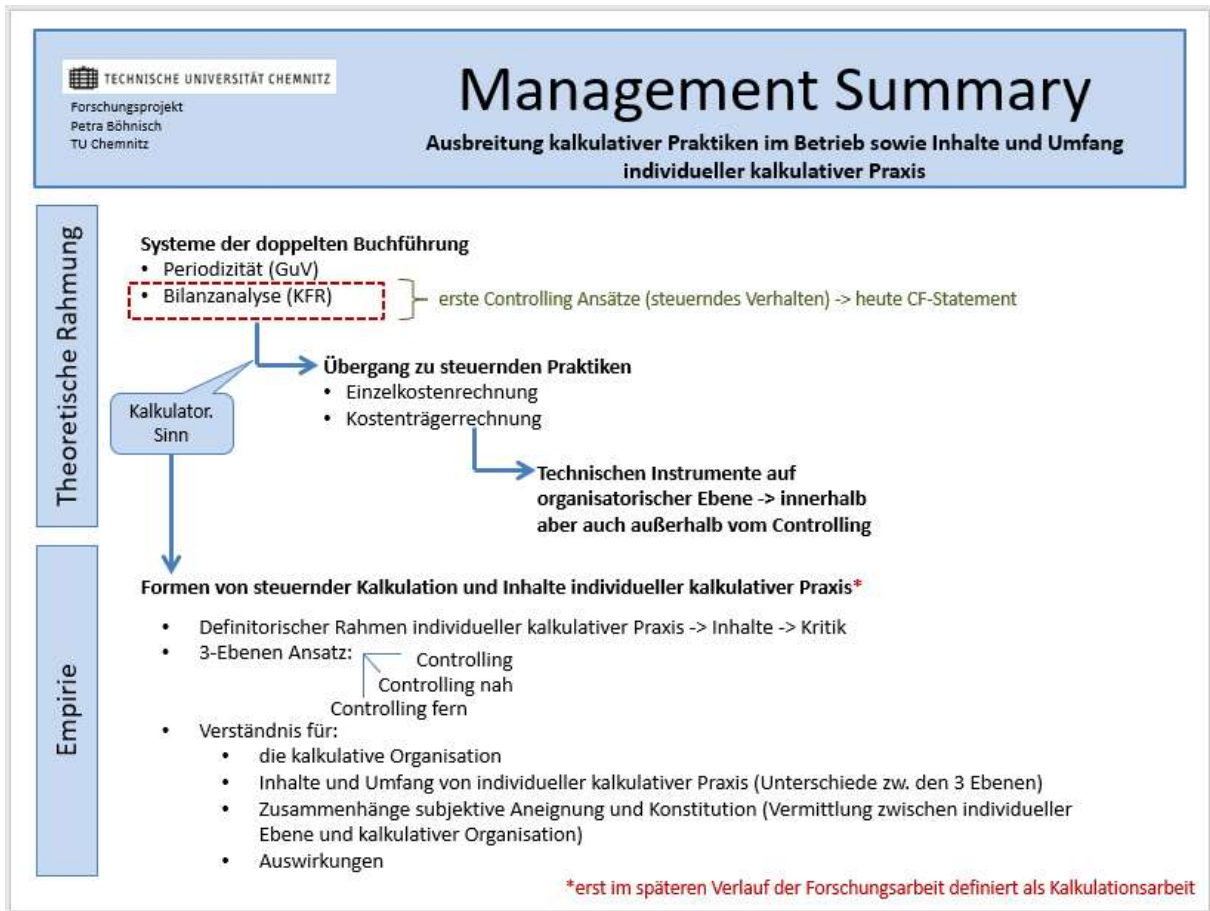 TECHNISCHE UNIVERSITÄT CHEMNITZ
Forschungsprojekt
Petra Böhnisch
TU Chemnitz
Management Summary
Ausbreitung kalkulativer Praktiken im Betrieb sowie Inhalte und Umfang
individueller kalkulativer Praxis
Theoretische Rahmung
Systeme der doppelten Buchführung
• Periodizität (GuV)
• Bilanzanalyse (KFR)
erste Controlling Ansätze (steuerndes Verhalten) -> heute CF-Statement
Übergang zu steuernden Praktiken
• Einzelkostenrechnung
• Kostenträgerrechnung
Kalkulator.
Sinn
Technischen Instrumente auf
organisatorischer Ebene -> innerhalb
aber auch außerhalb vom Controlling
Empirie
Formen von steuernder Kalkulation und Inhalte individueller kalkulativer Praxis*
• Definitorischer Rahmen individueller kalkulativer Praxis -> Inhalte -> Kritik
• 3-Ebenen Ansatz:
Controlling
Controlling nah
Controlling fern
• Verständnis für:
• die kalkulative Organisation
• Inhalte und Umfang von individueller kalkulativer Praxis (Unterschiede zw. den 3 Ebenen)
• Zusammenhänge subjektive Aneignung und Konstitution (Vermittlung zwischen individueller
Ebene und kalkulativer Organisation)
• Auswirkungen
*erst im späteren Verlauf der Forschungsarbeit definiert als Kalkulationsarbeit